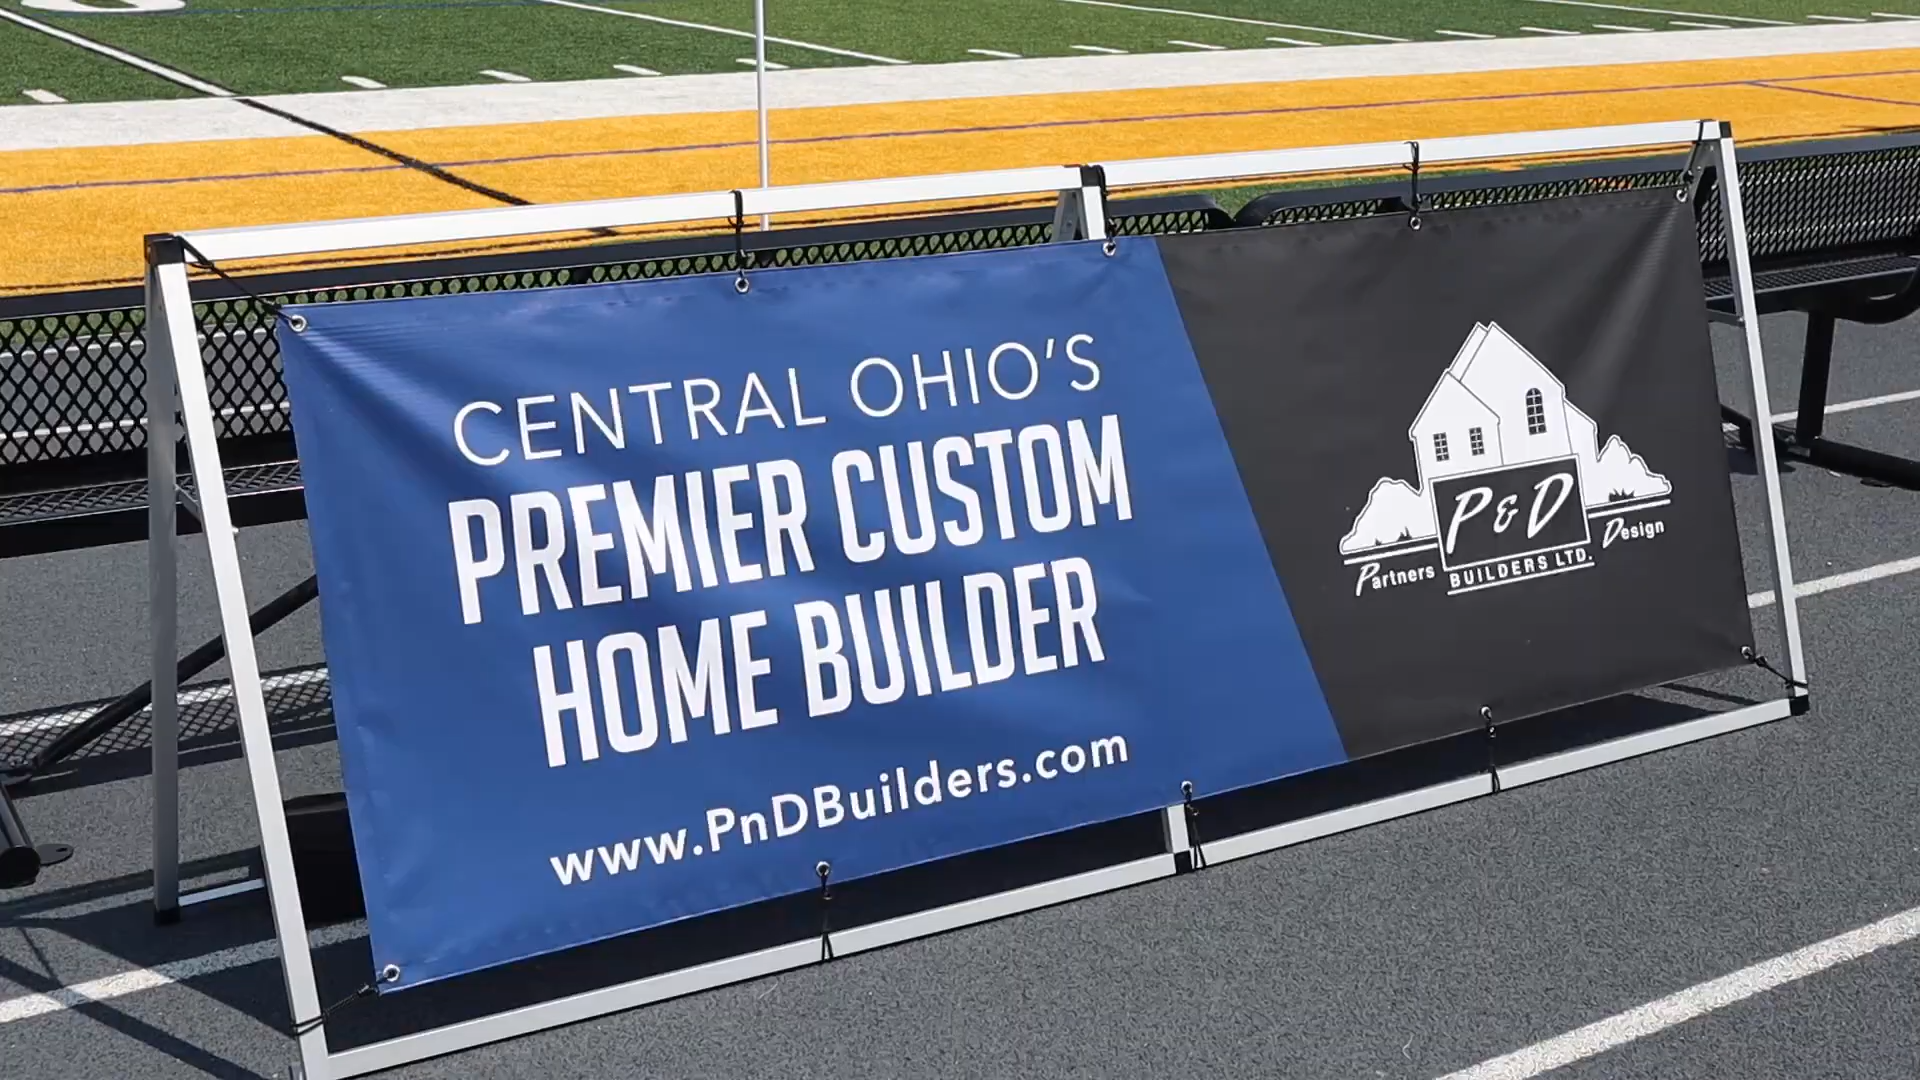 CENTRAL OHIO'S
PREMIER CUSTOM
HOME BUILDER
www.PnDBuilders.com
P & D
Partners BUILDERS LTD. Design